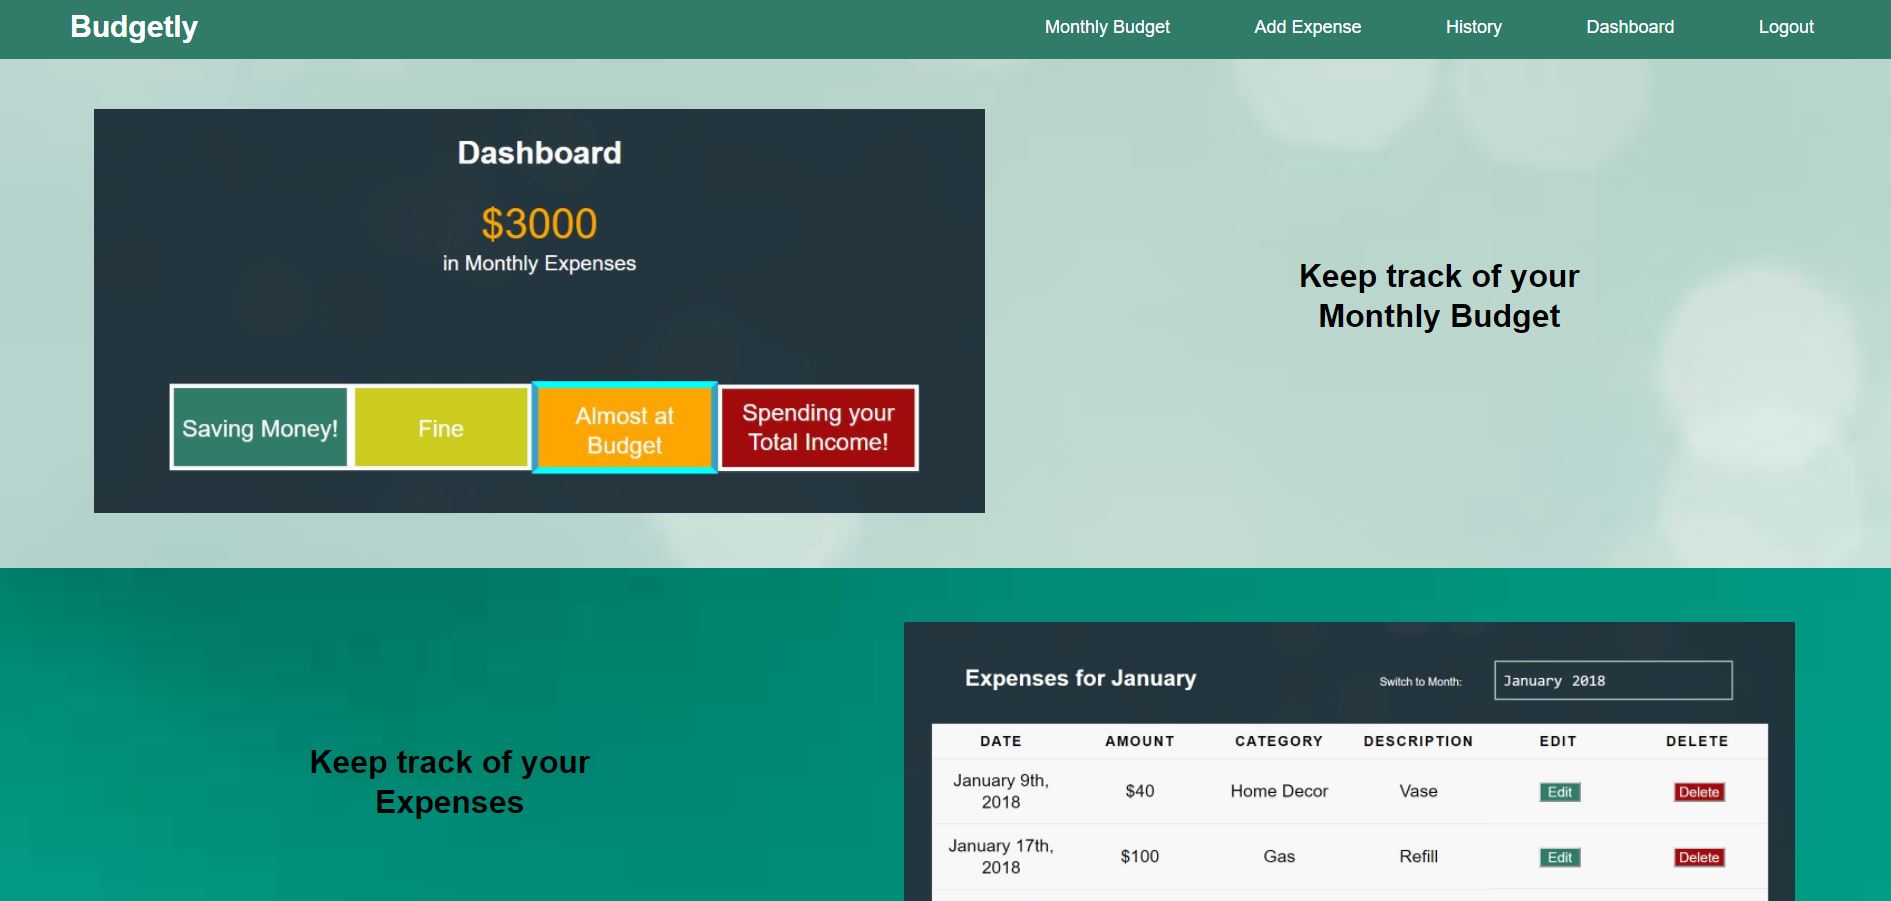 Budgetly
Monthly Budget
Add Expense
History
Dashboard
Logout
Dashboard
$3000
in Monthly Expenses
Saving Money!
Fine
Almost at
Budget
Spending your
Total Income!
Keep track of your
Monthly Budget
Keep track of your
Expenses
Expenses for January
Switch to Month:
January 2018
DATE AMOUNT CATEGORY DESCRIPTION EDIT DELETE
January 9th,
2018
$40 Home Decor Vase Edit Delete
January 17th,
2018
$100 Gas Refill Edit Delete